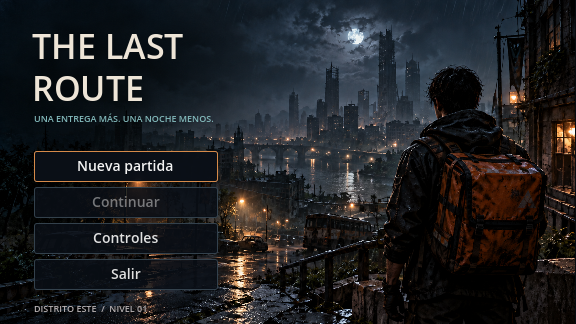 THE LAST
ROUTE
UNA ENTREGA MÁS. UNA NOCHE MENOS.
Nueva partida
Continuar
Controles
Salir
DISTRITO ESTE / NIVEL 01